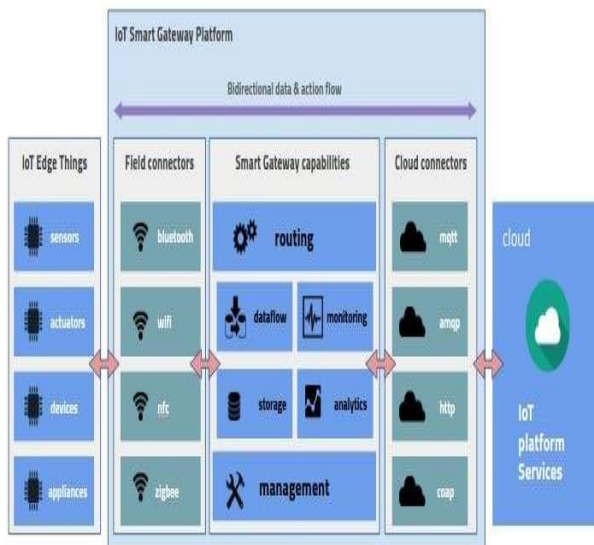 IoT Smart Gateway Platform
Bidirectional data & action flow
IoT Edge Things
sensors
actuators
devices
appliances
Field connectors
bluetooth
wifi
nfc
zigbee
Smart Gateway capabilities
routing
dataflow
monitoring
storage
analytics
management
Cloud connectors
mqtt
amqp
http
coap
cloud
IoT
platform
Services